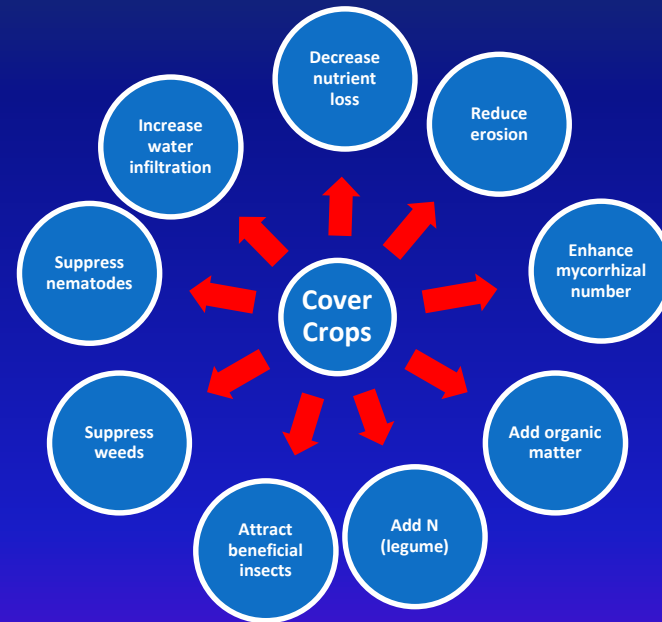 Decrease
nutrient
loss
Reduce
erosion
Increase
water
infiltration
Enhance
mycorrhizal
number
Suppress
nematodes
Cover
Crops
Suppress
weeds
Add organic
matter
Attract
beneficial
insects
Add N
(legume)